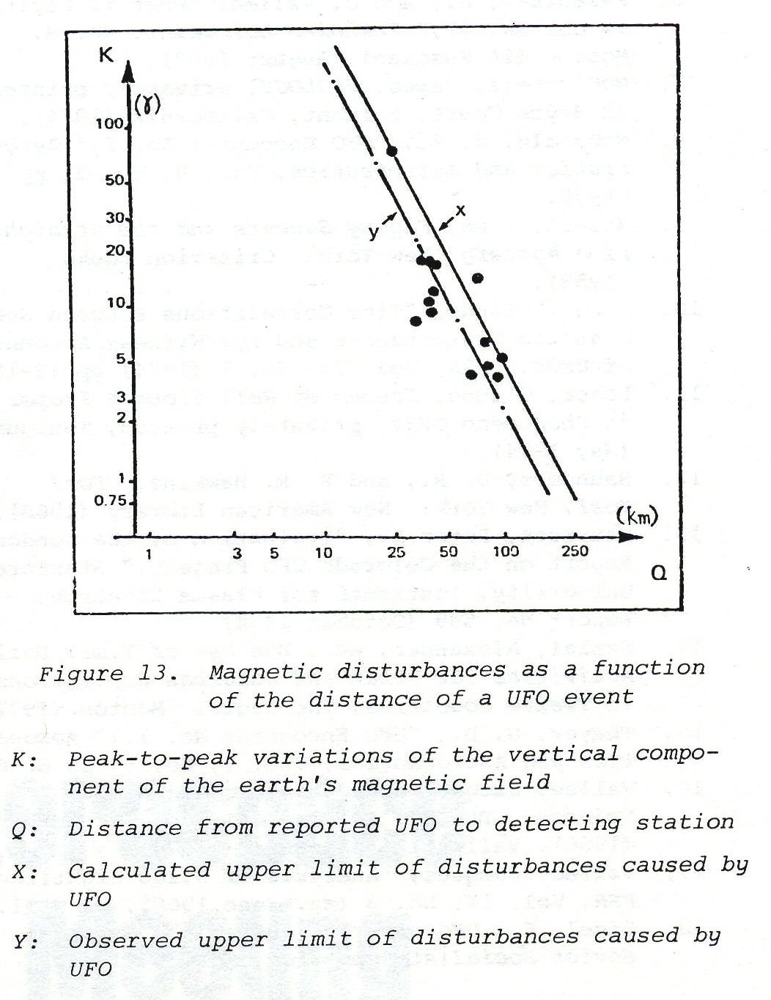 K
(γ)
100
50
30
20
10
5
3
2
1
0.75
x
y
(km)
1 3 5 10 25 50 100 250
Q
Figure 13. Magnetic disturbances as a function
of the distance of a UFO event
K: Peak-to-peak variations of the vertical compo-
nent of the earth's magnetic field
Q: Distance from reported UFO to detecting station
X: Calculated upper limit of disturbances caused by
UFO
Y: Observed upper limit of disturbances caused by
UFO